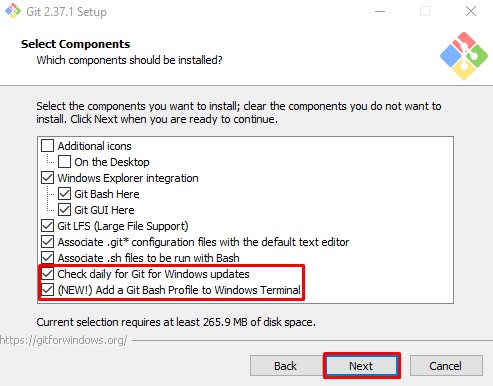 Git 2.37.1 Setup
Select Components
Which components should be installed?
Select the components you want to install; clear the components you do not want to
install. Click Next when you are ready to continue.
Additional icons
On the Desktop
Windows Explorer integration
Git Bash Here
Git GUI Here
Git LFS (Large File Support)
Associate .git* configuration files with the default text editor
Associate .sh files to be run with Bash
Check daily for Git for Windows updates
(NEW!) Add a Git Bash Profile to Windows Terminal
Current selection requires at least 265.9 MB of disk space.
https://gitforwindows.org/
Back
Next
Cancel